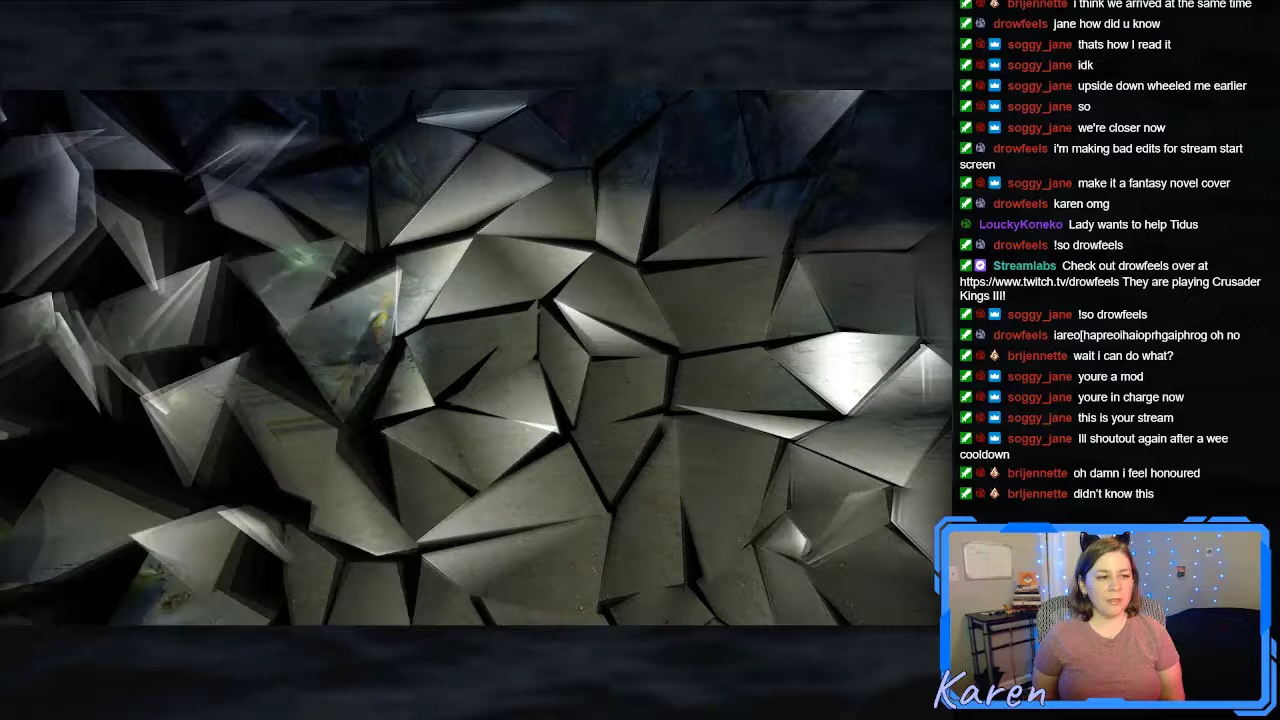 brijennette i think we arrived at the same time
drowfeels jane how did u know
soggy_jane thats how I read it
soggy_jane idk
soggy_jane upside down wheeled me earlier
soggy_jane so
soggy_jane we're closer now
drowfeels i'm making bad edits for stream start
screen
soggy_jane make it a fantasy novel cover
drowfeels karen omg
LouckyKoneko Lady wants to help Tidus
drowfeels !so drowfeels
Streamlabs Check out drowfeels over at
https://www.twitch.tv/drowfeels They are playing Crusader
Kings III!
soggy_jane !so drowfeels
drowfeels iareo[hapreoihaioprhgaiphrog oh no
brijennette wait i can do what?
soggy_jane youre a mod
soggy_jane youre in charge now
soggy_jane this is your stream
soggy_jane Ill shoutout again after a wee
cooldown
brijennette oh damn i feel honoured
brijennette didn't know this
Karen